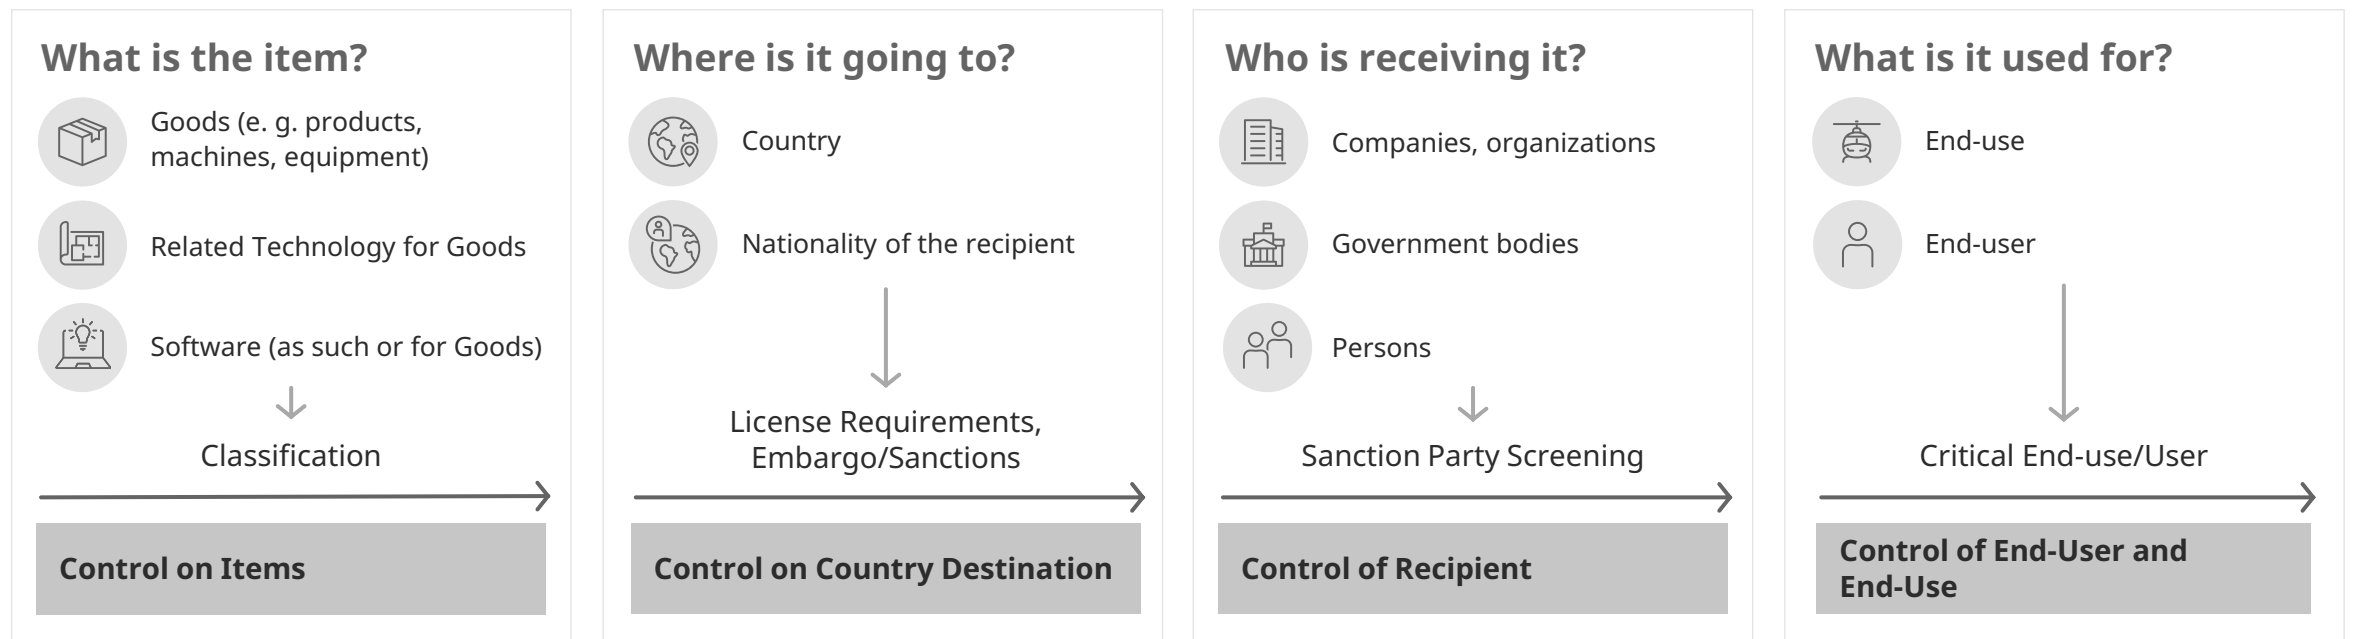 What is the item?
Goods (e. g. products,
machines, equipment)
Related Technology for Goods
Software (as such or for Goods)
Classification
Control on Items
Where is it going to?
Country
Nationality of the recipient
License Requirements,
Embargo/Sanctions
Control on Country Destination
Who is receiving it?
Companies, organizations
Government bodies
Persons
Sanction Party Screening
Control of Recipient
What is it used for?
End-use
End-user
Critical End-use/User
Control of End-User and
End-Use